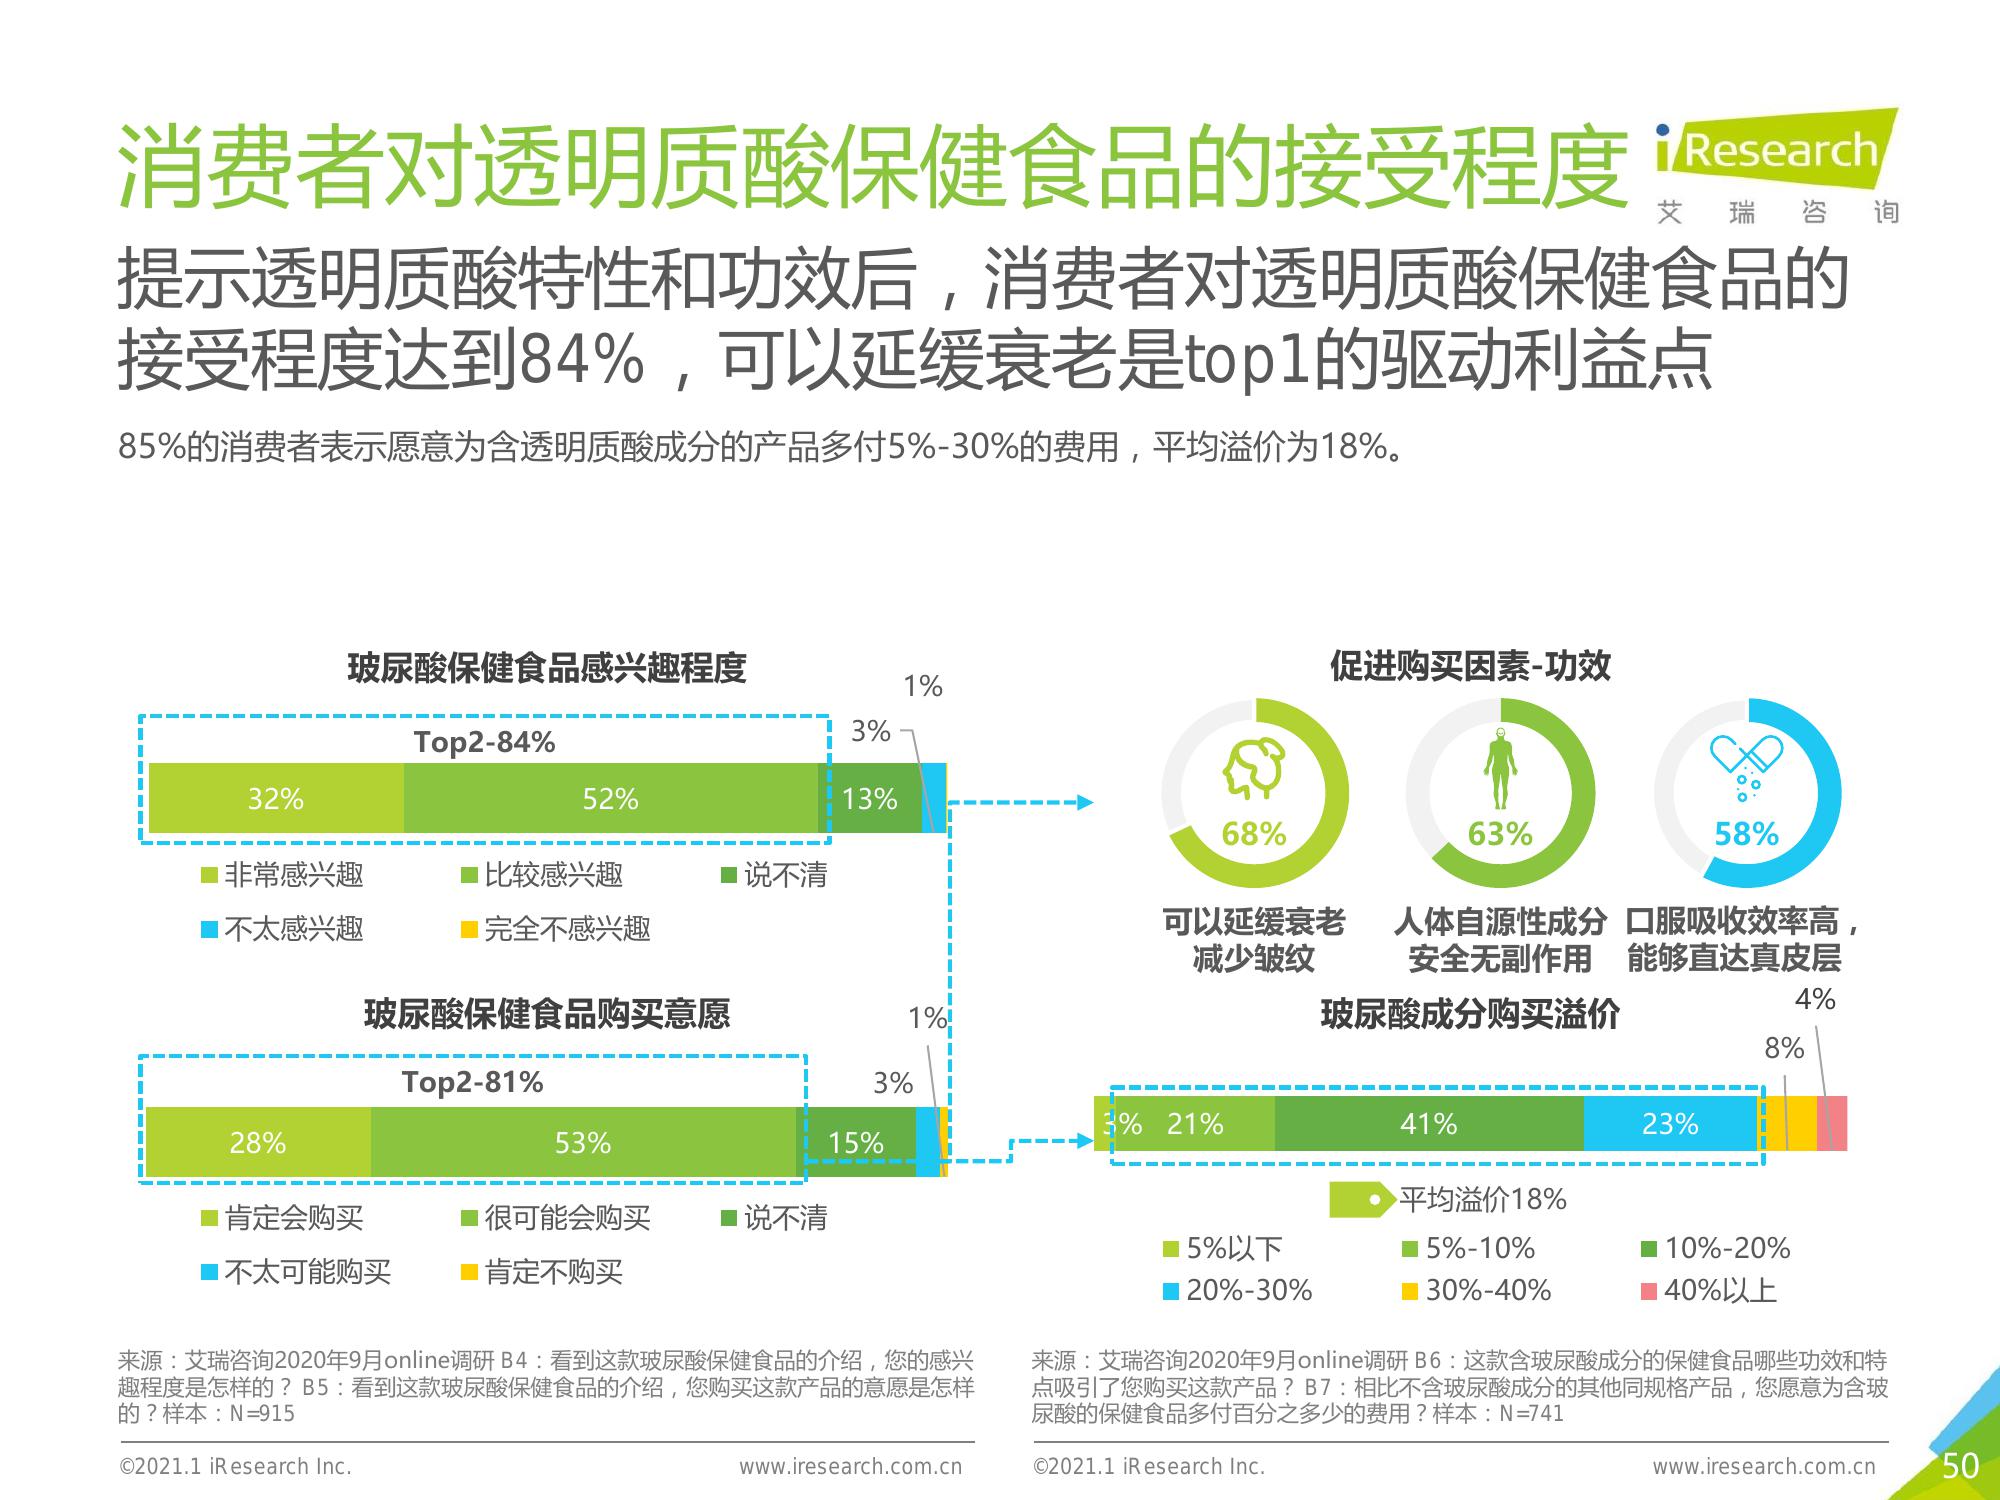 消费者对透明质酸保健食品的接受程度
iResearch
艾瑞咨询
提示透明质酸特性和功效后，消费者对透明质酸保健食品的
接受程度达到84%，可以延缓衰老是top1的驱动利益点
85%的消费者表示愿意为含透明质酸成分的产品多付5%-30%的费用，平均溢价为18%。
玻尿酸保健食品感兴趣程度
1%
3%
Top2-84%
32%
52%
13%
非常感兴趣
比较感兴趣
说不清
不太感兴趣
完全不感兴趣
玻尿酸保健食品购买意愿
1%
3%
Top2-81%
28%
53%
15%
肯定会购买
很可能会购买
说不清
不太可能购买
肯定不购买
来源：艾瑞咨询2020年9月online调研 B4：看到这款玻尿酸保健食品的介绍，您的感兴
趣程度是怎样的？ B5：看到这款玻尿酸保健食品的介绍，您购买这款产品的意愿是怎样
的？样本：N=915
©2021.1 iResearch Inc.
www.iresearch.com.cn
促进购买因素-功效
68%
63%
58%
可以延缓衰老
减少皱纹
人体自源性成分
安全无副作用
口服吸收效率高，
能够直达真皮层
玻尿酸成分购买溢价
4%
8%
3%
21%
41%
23%
平均溢价18%
5%以下
5%-10%
10%-20%
20%-30%
30%-40%
40%以上
来源：艾瑞咨询2020年9月online调研 B6：这款含玻尿酸成分的保健食品哪些功效和特
点吸引了您购买这款产品？ B7：相比不含玻尿酸成分的其他同规格产品，您愿意为含玻
尿酸的保健食品多付百分之多少的费用？样本：N=741
©2021.1 iResearch Inc.
www.iresearch.com.cn
50